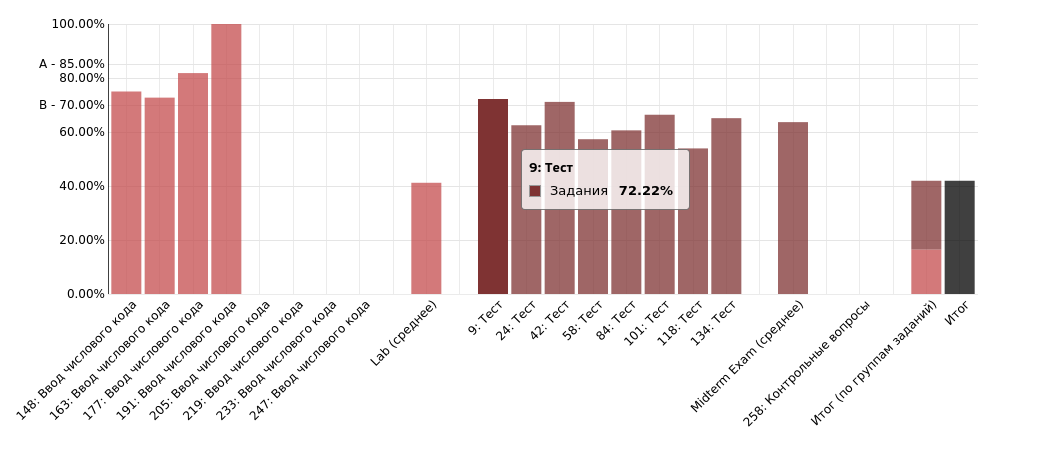 100.00%
A - 85.00%
80.00%
B - 70.00%
60.00%
40.00%
20.00%
0.00%
9: Тест
Задания 72.22%
148: Ввод числового кода
163: Ввод числового кода
177: Ввод числового кода
191: Ввод числового кода
205: Ввод числового кода
219: Ввод числового кода
233: Ввод числового кода
247: Ввод числового кода
Lab (среднее)
9: Тест
24: Тест
42: Тест
58: Тест
84: Тест
101: Тест
118: Тест
134: Тест
Midterm Exam (среднее)
258: Контрольные вопросы
Итог (по группам заданий)
Итог